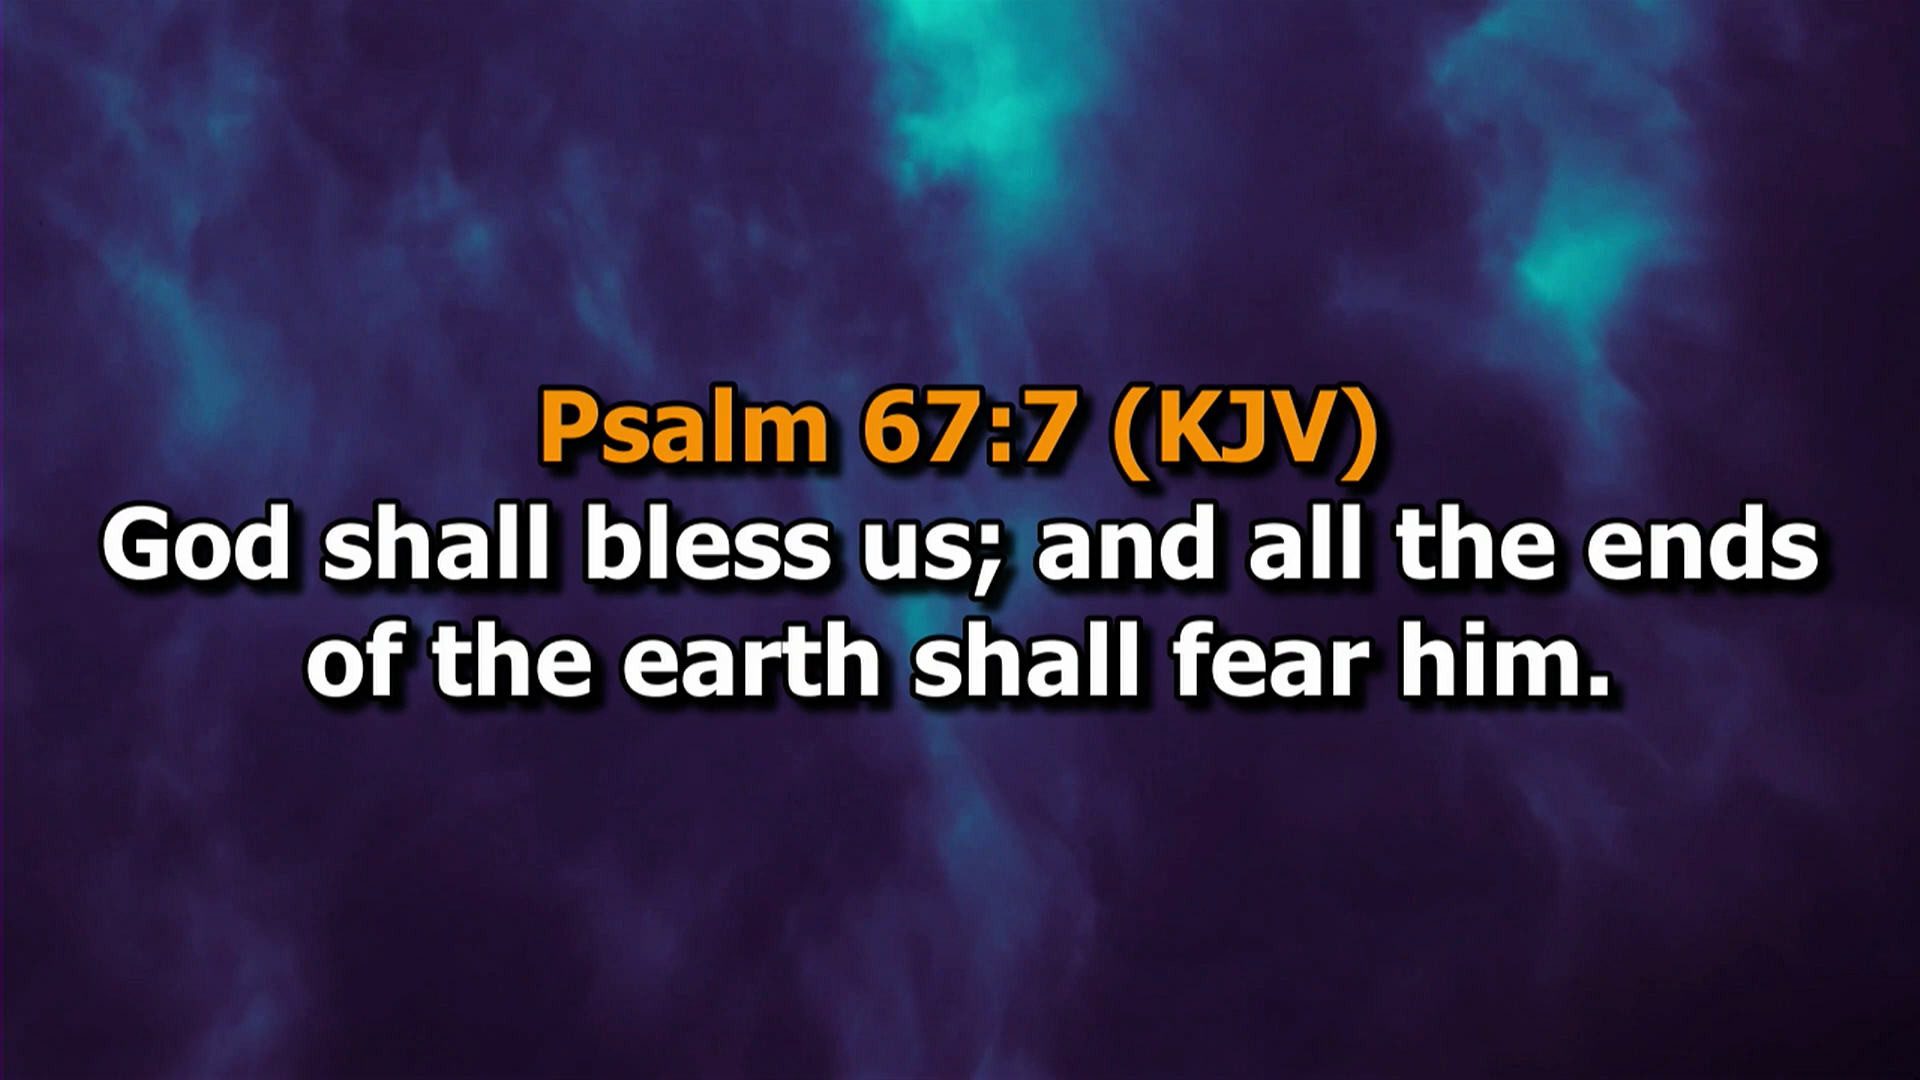 Psalm 67:7 (KJV)
God shall bless us; and all the ends
of the earth shall fear him.